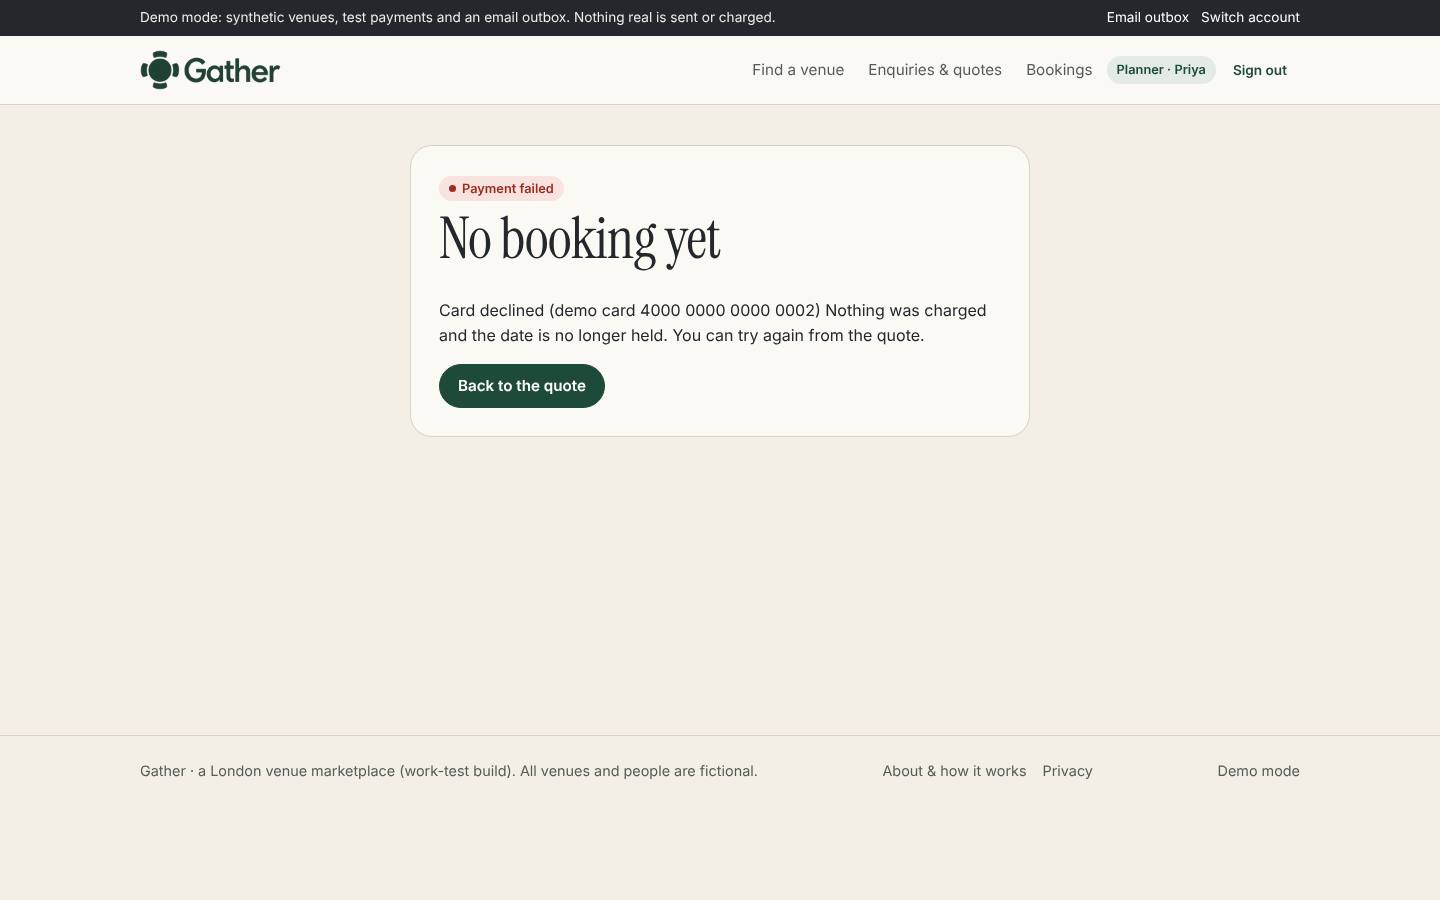 Demo mode: synthetic venues, test payments and an email outbox. Nothing real is sent or charged.
Email outbox
Switch account
Gather
Find a venue
Enquiries & quotes
Bookings
Planner · Priya
Sign out
Payment failed
No booking yet
Card declined (demo card 4000 0000 0000 0002) Nothing was charged
and the date is no longer held. You can try again from the quote.
Back to the quote
Gather · a London venue marketplace (work-test build). All venues and people are fictional.
About & how it works
Privacy
Demo mode